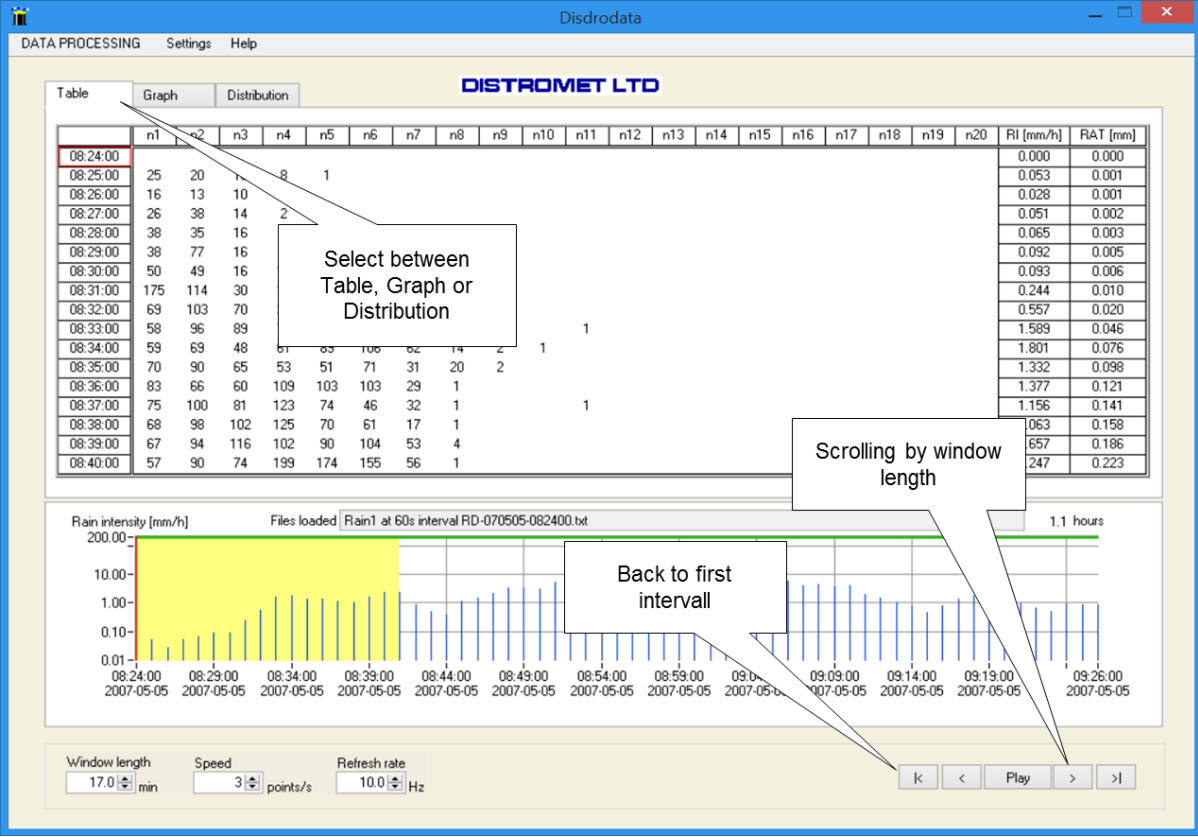 Disdrodata
DATA PROCESSING Settings Help
DISTROMET LTD
Table Graph Distribution
n1 n2 n3 n4 n5 n6 n7 n8 n9 n10 n11 n12 n13 n14 n15 n16 n17 n18 n19 n20 RI [mm/h] RAT [mm]
08:24:00 0.000 0.000
08:25:00 25 20 8 1 0.053 0.001
08:26:00 16 13 10 0.028 0.001
08:27:00 26 38 14 2 0.051 0.002
08:28:00 38 35 16 0.065 0.003
08:29:00 38 77 16 0.092 0.005
08:30:00 50 49 16 0.093 0.006
08:31:00 175 114 30 0.244 0.010
08:32:00 69 103 70 0.557 0.020
08:33:00 58 96 89 1 1.589 0.046
08:34:00 59 69 48 61 83 106 62 14 2 1 1.801 0.076
08:35:00 70 90 65 53 51 71 31 20 2 1.332 0.098
08:36:00 83 66 60 109 103 103 29 1 1.377 0.121
08:37:00 75 100 81 123 74 46 32 1 1 1.156 0.141
08:38:00 68 98 102 125 70 61 17 1 .063 0.158
08:39:00 67 94 116 102 90 104 53 4 .657 0.186
08:40:00 57 90 74 199 174 155 56 1 .247 0.223
Select between
Table, Graph or
Distribution
Scrolling by window
length
Rain intensity [mm/h] Files loaded Rain1 at 60s interval RD-070505-082400.txt 1.1 hours
200.00
10.00
1.00
0.10
0.01
Back to first
intervall
08:24:00 08:29:00 08:34:00 08:39:00 08:44:00 08:49:00 08:54:00 08:59:00 09:04 09:09:00 09:14:00 09:19:00 09:26:00
2007-05-05 2007-05-05 2007-05-05 2007-05-05 2007-05-05 2007-05-05 2007-05-05 2007-05-05 2007-05-05 2007-05-05 2007-05-05 2007-05-05
Window length Speed Refresh rate
17.0 min 3 points/s 10.0 Hz
|< < Play > >|